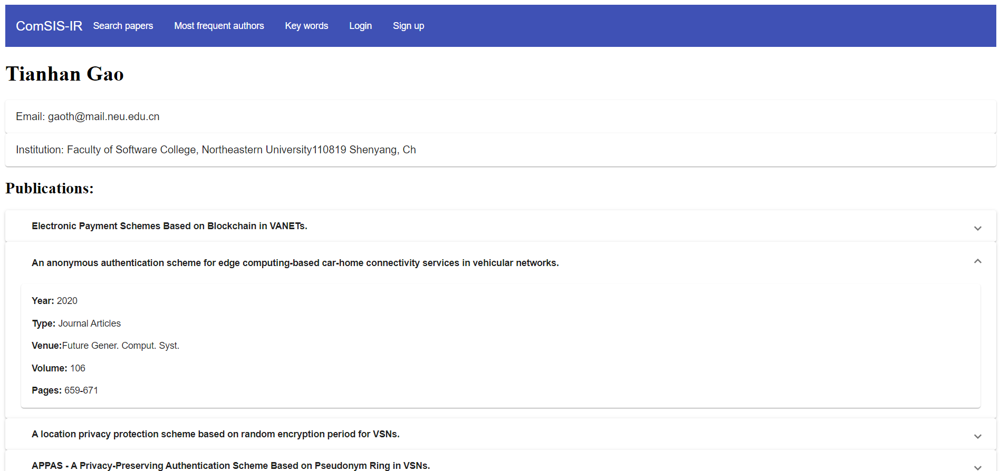 ComSIS-IR Search papers Most frequent authors Key words Login Sign up
Tianhan Gao
Email: gaoth@mail.neu.edu.cn
Institution: Faculty of Software College, Northeastern University110819 Shenyang, Ch
Publications:
Electronic Payment Schemes Based on Blockchain in VANETs.
An anonymous authentication scheme for edge computing-based car-home connectivity services in vehicular networks.
Year: 2020
Type: Journal Articles
Venue:Future Gener. Comput. Syst.
Volume: 106
Pages: 659-671
A location privacy protection scheme based on random encryption period for VSNs.
APPAS - A Privacy-Preserving Authentication Scheme Based on Pseudonym Ring in VSNs.